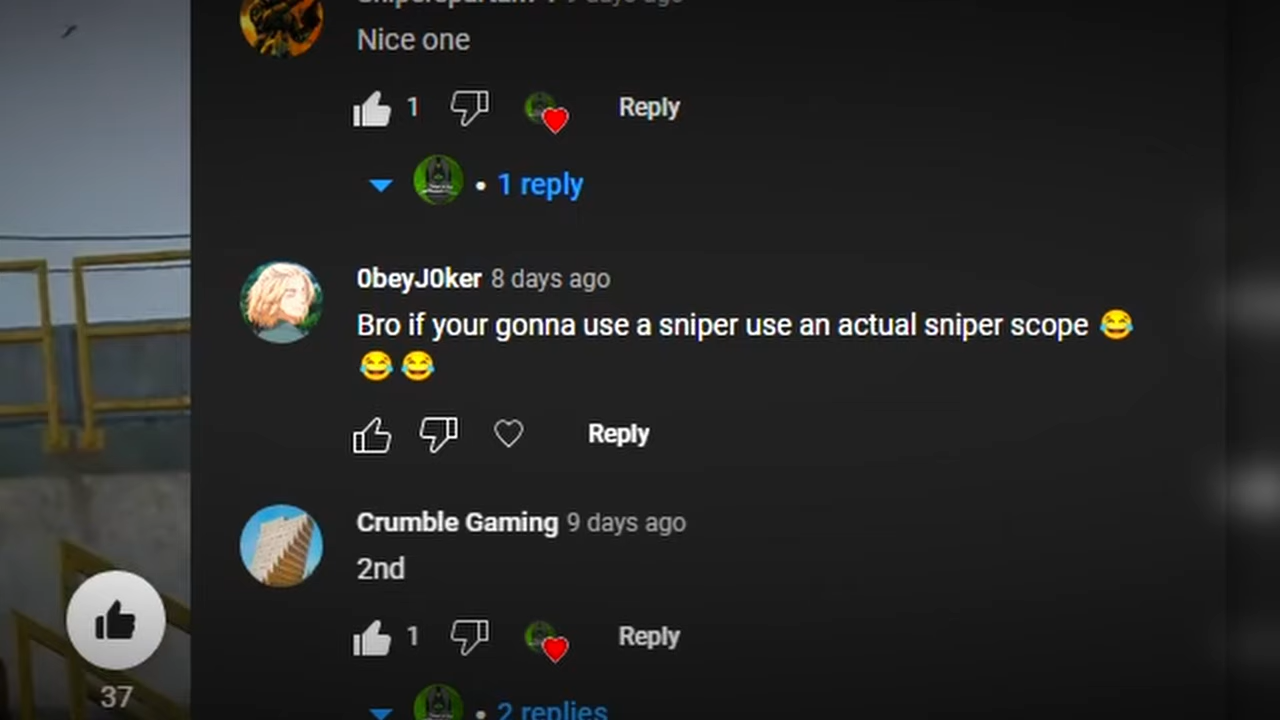 Nice one
1
Reply
• 1 reply
0beyJ0ker 8 days ago
Bro if your gonna use a sniper use an actual sniper scope 😂
😂 😂
Reply
Crumble Gaming 9 days ago
2nd
1
Reply
37
• 2 replies